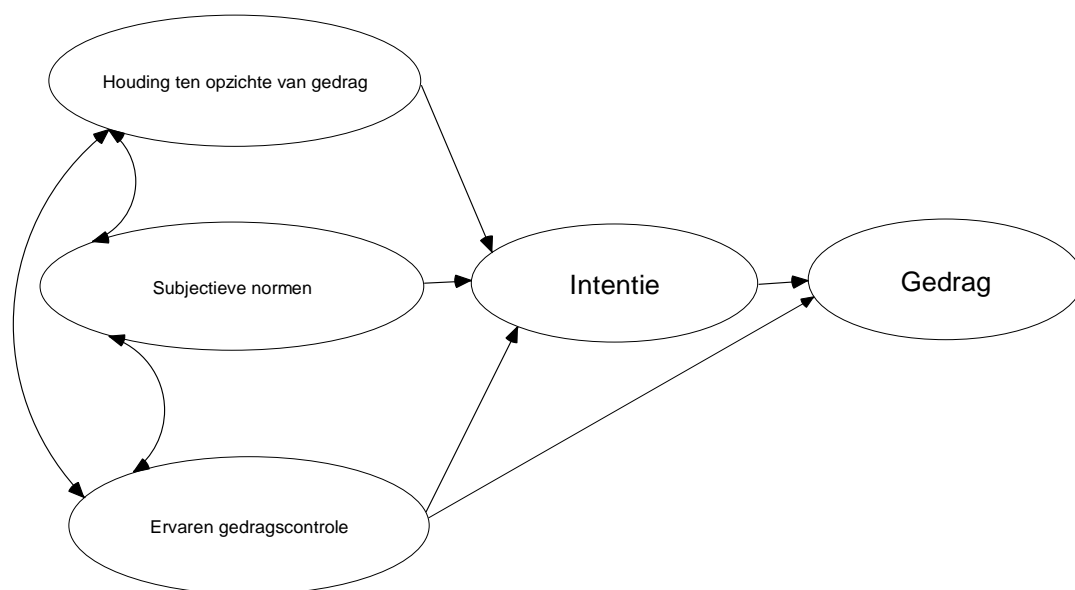 Houding ten opzichte van gedrag
Subjectieve normen
Intentie
Gedrag
Ervaren gedragscontrole